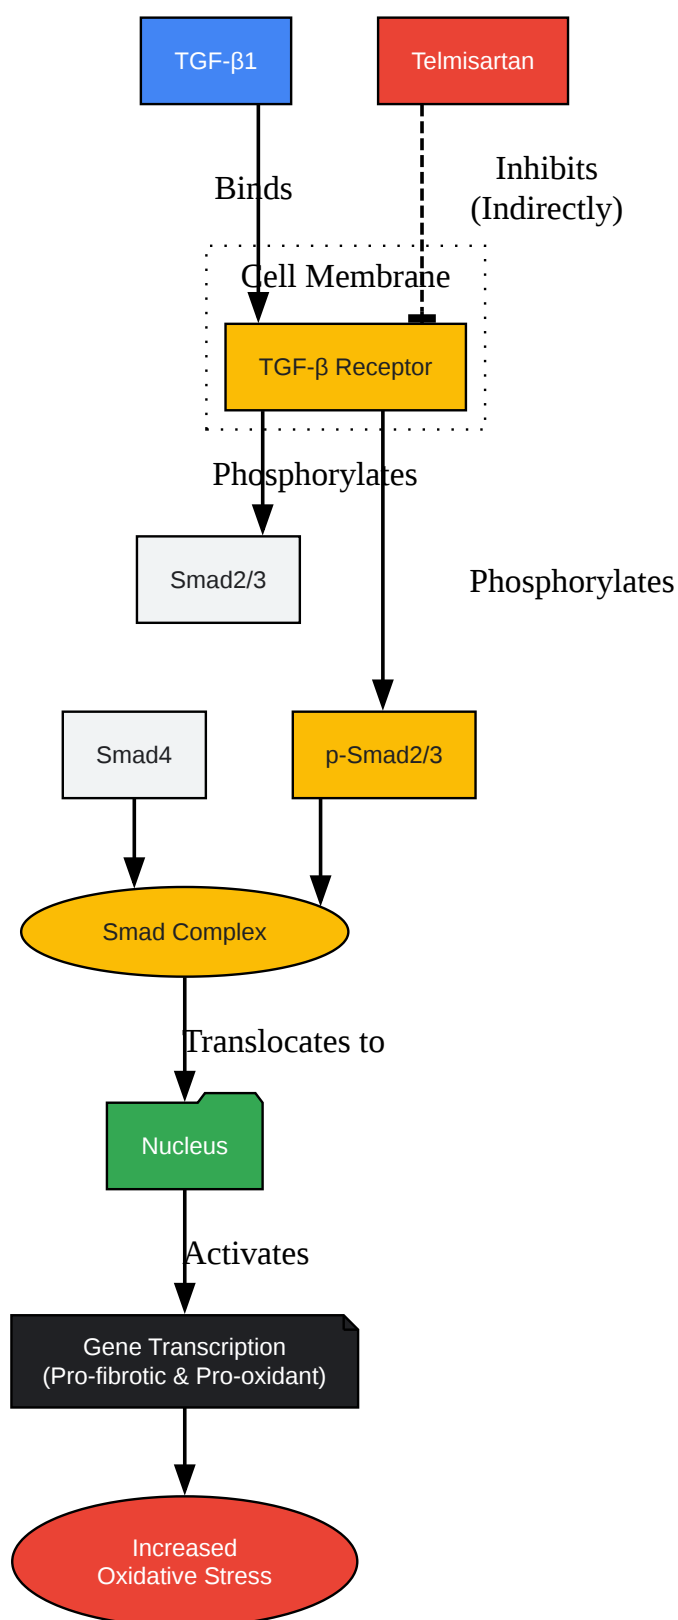 TGF-β1
Telmisartan
Binds
Inhibits
(Indirectly)
Cell Membrane
TGF-β Receptor
Phosphorylates
Smad2/3
Phosphorylates
Smad4
p-Smad2/3
Smad Complex
Translocates to
Nucleus
Activates
Gene Transcription
(Pro-fibrotic & Pro-oxidant)
Increased
Oxidative Stress